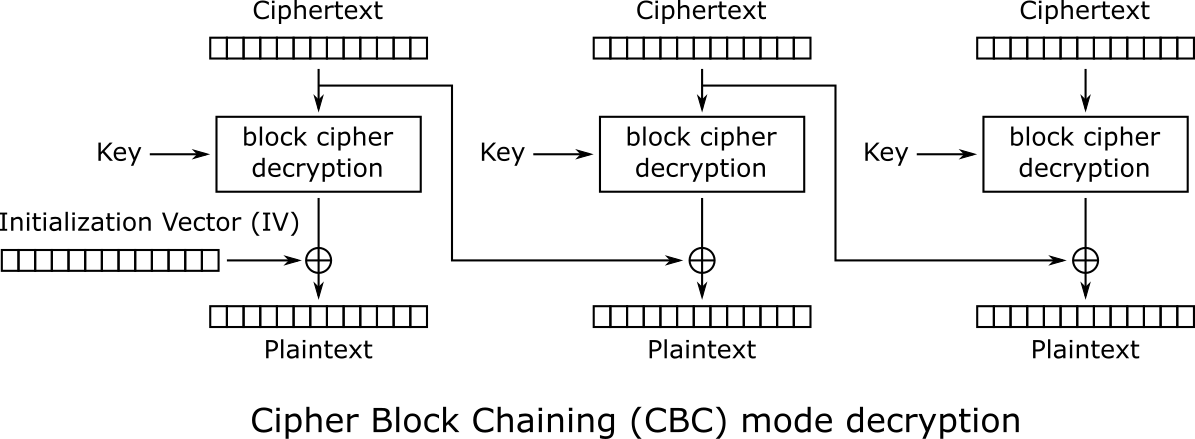 Ciphertext
Ciphertext
Ciphertext
Key
block cipher
decryption
Key
block cipher
decryption
Key
block cipher
decryption
Initialization Vector (IV)
Plaintext
Plaintext
Plaintext
Cipher Block Chaining (CBC) mode decryption